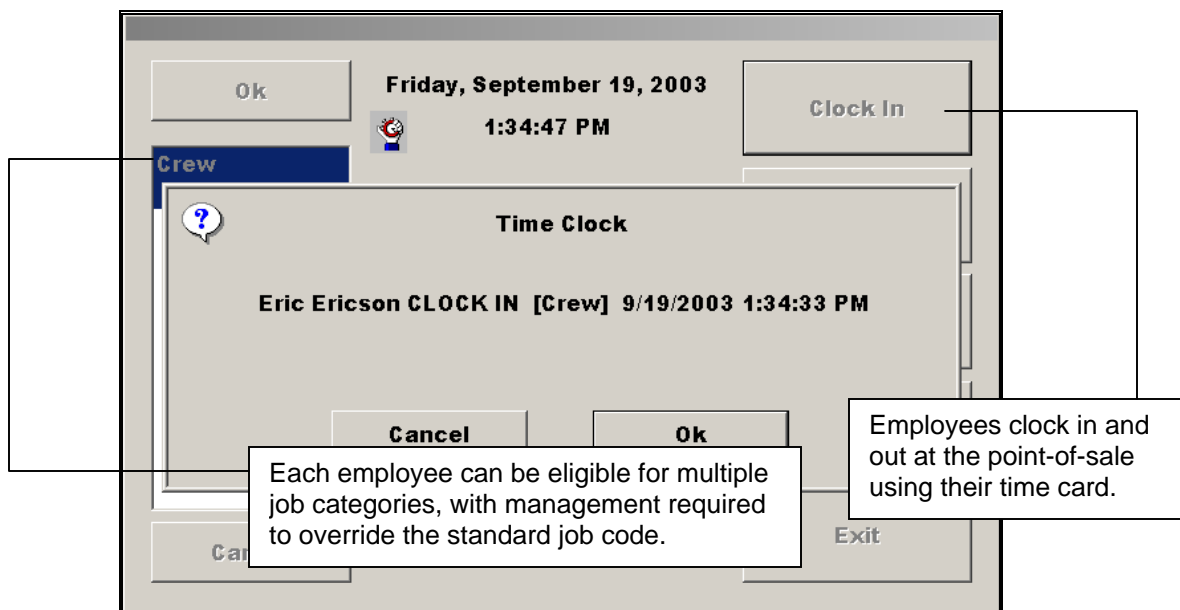 Ok
Friday, September 19, 2003
1:34:47 PM
Clock In
Crew
?
Time Clock
Eric Ericson CLOCK IN [Crew] 9/19/2003 1:34:33 PM
Cancel
Ok
Employees clock in and
out at the point-of-sale
using their time card.
Each employee can be eligible for multiple
job categories, with management required
to override the standard job code.
Exit